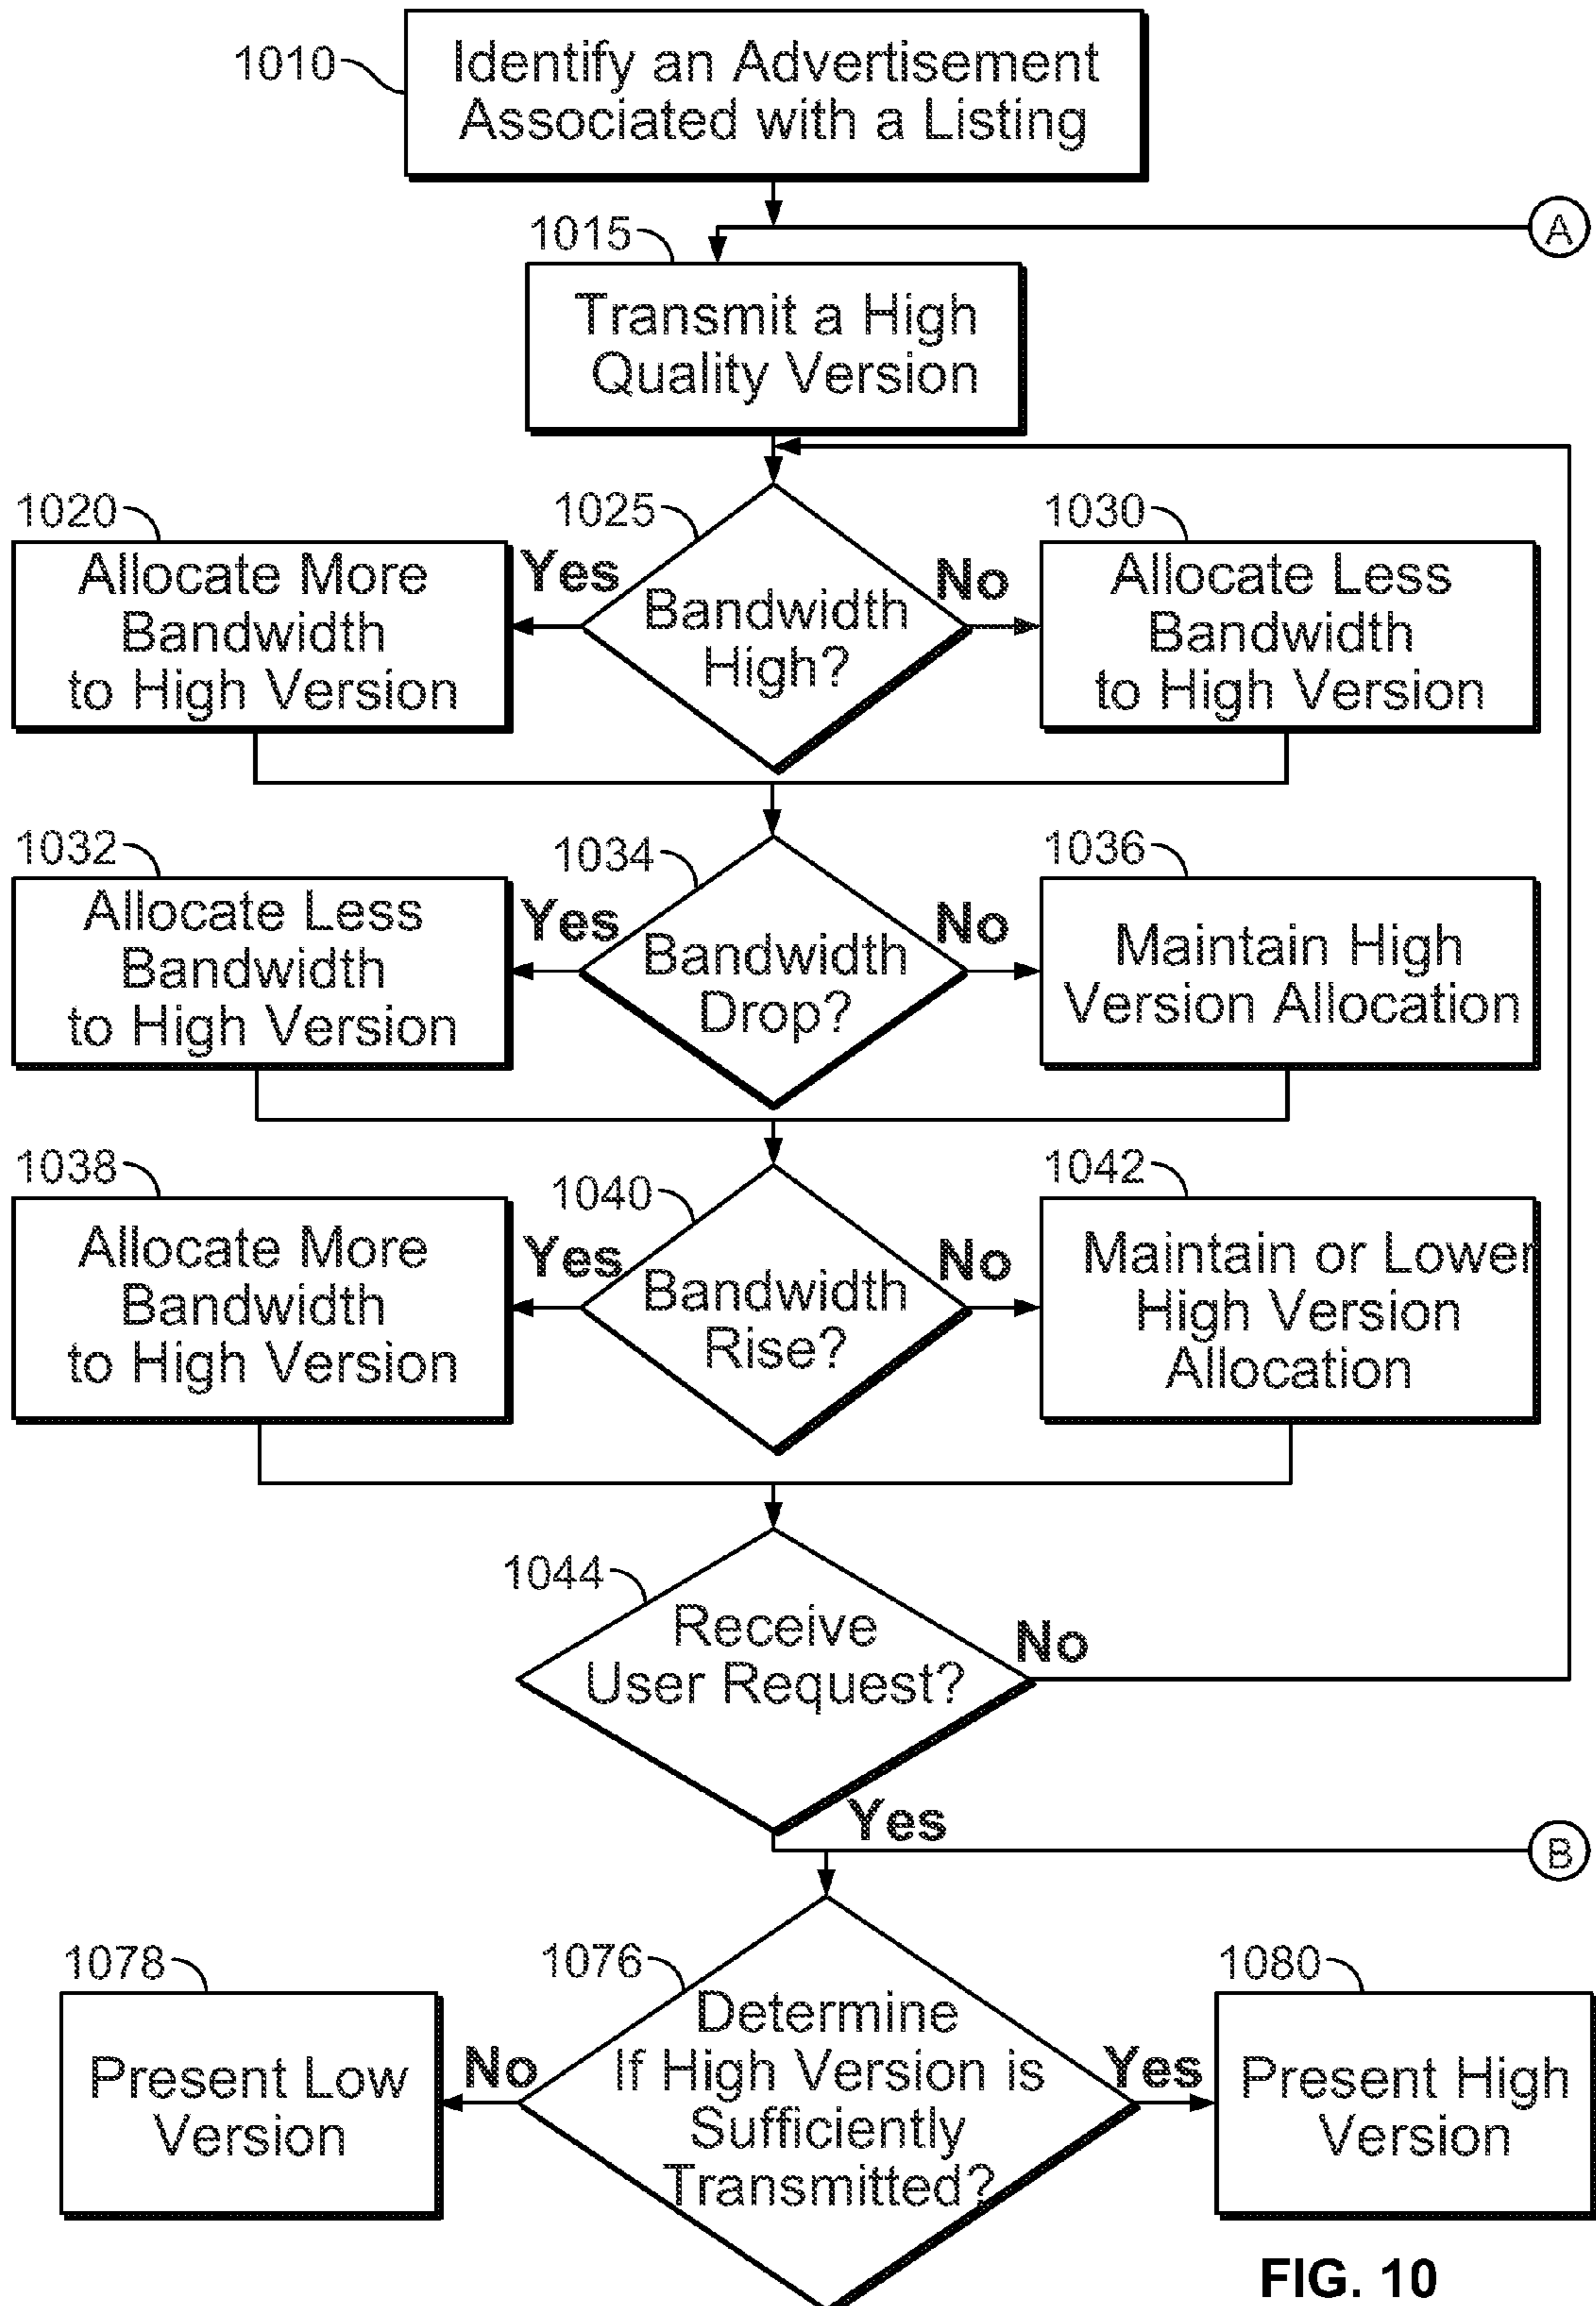 1010
Identify an Advertisement
Associated with a Listing
A
1015
Transmit a High
Quality Version
1020
Allocate More
Bandwidth
to High Version
1025
Yes
Bandwidth
High?
No
1030
Allocate Less
Bandwidth
to High Version
1032
Allocate Less
Bandwidth
to High Version
1034
Yes
Bandwidth
Drop?
No
1036
Maintain High
Version Allocation
1038
Allocate More
Bandwidth
to High Version
1040
Yes
Bandwidth
Rise?
No
1042
Maintain or Lower
High Version
Allocation
1044
Receive
User Request?
No
Yes
B
1078
Present Low
Version
No
1076
Determine
If High Version is
Sufficiently
Transmitted?
Yes
1080
Present High
Version
FIG. 10